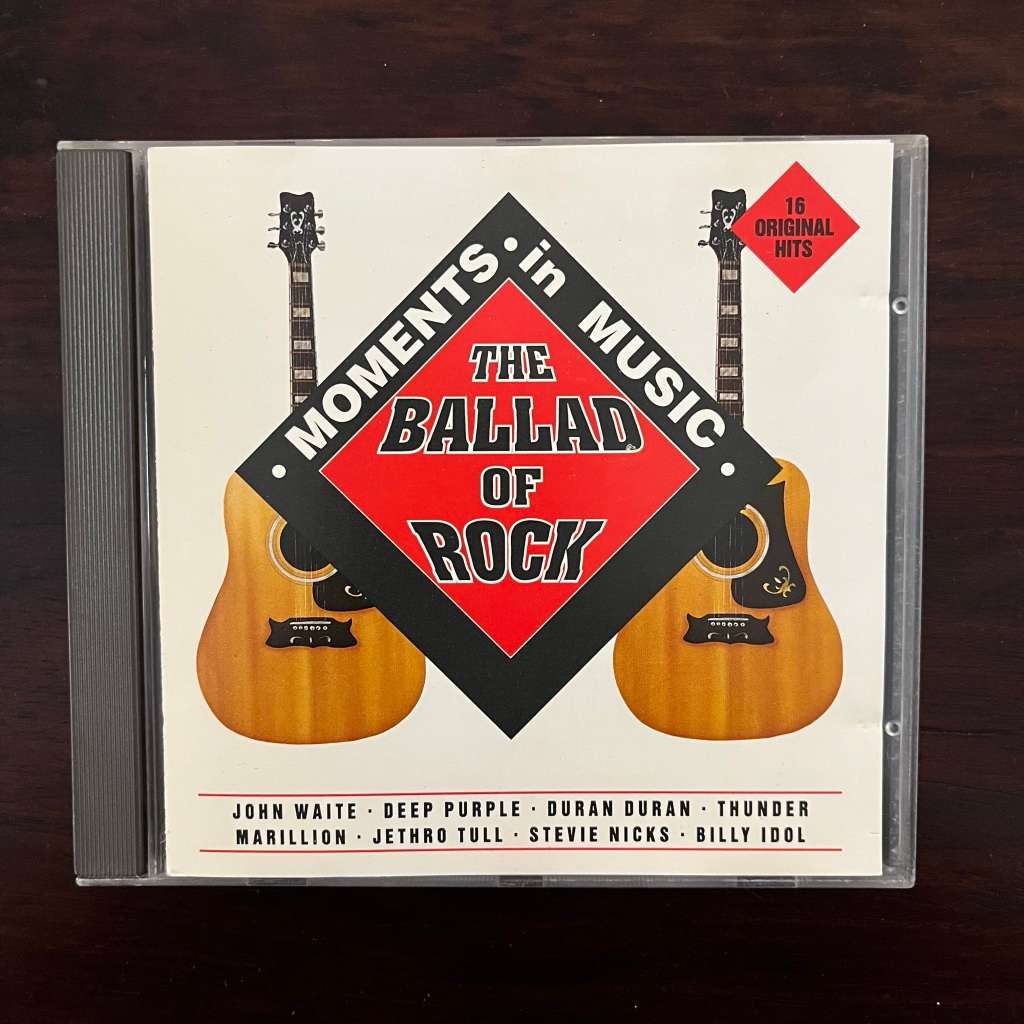 16
ORIGINAL
HITS
• MOMENTS • in MUSIC •
THE
BALLAD
OF
ROCK
JOHN WAITE · DEEP PURPLE · DURAN DURAN · THUNDER
MARILLION · JETHRO TULL · STEVIE NICKS · BILLY IDOL